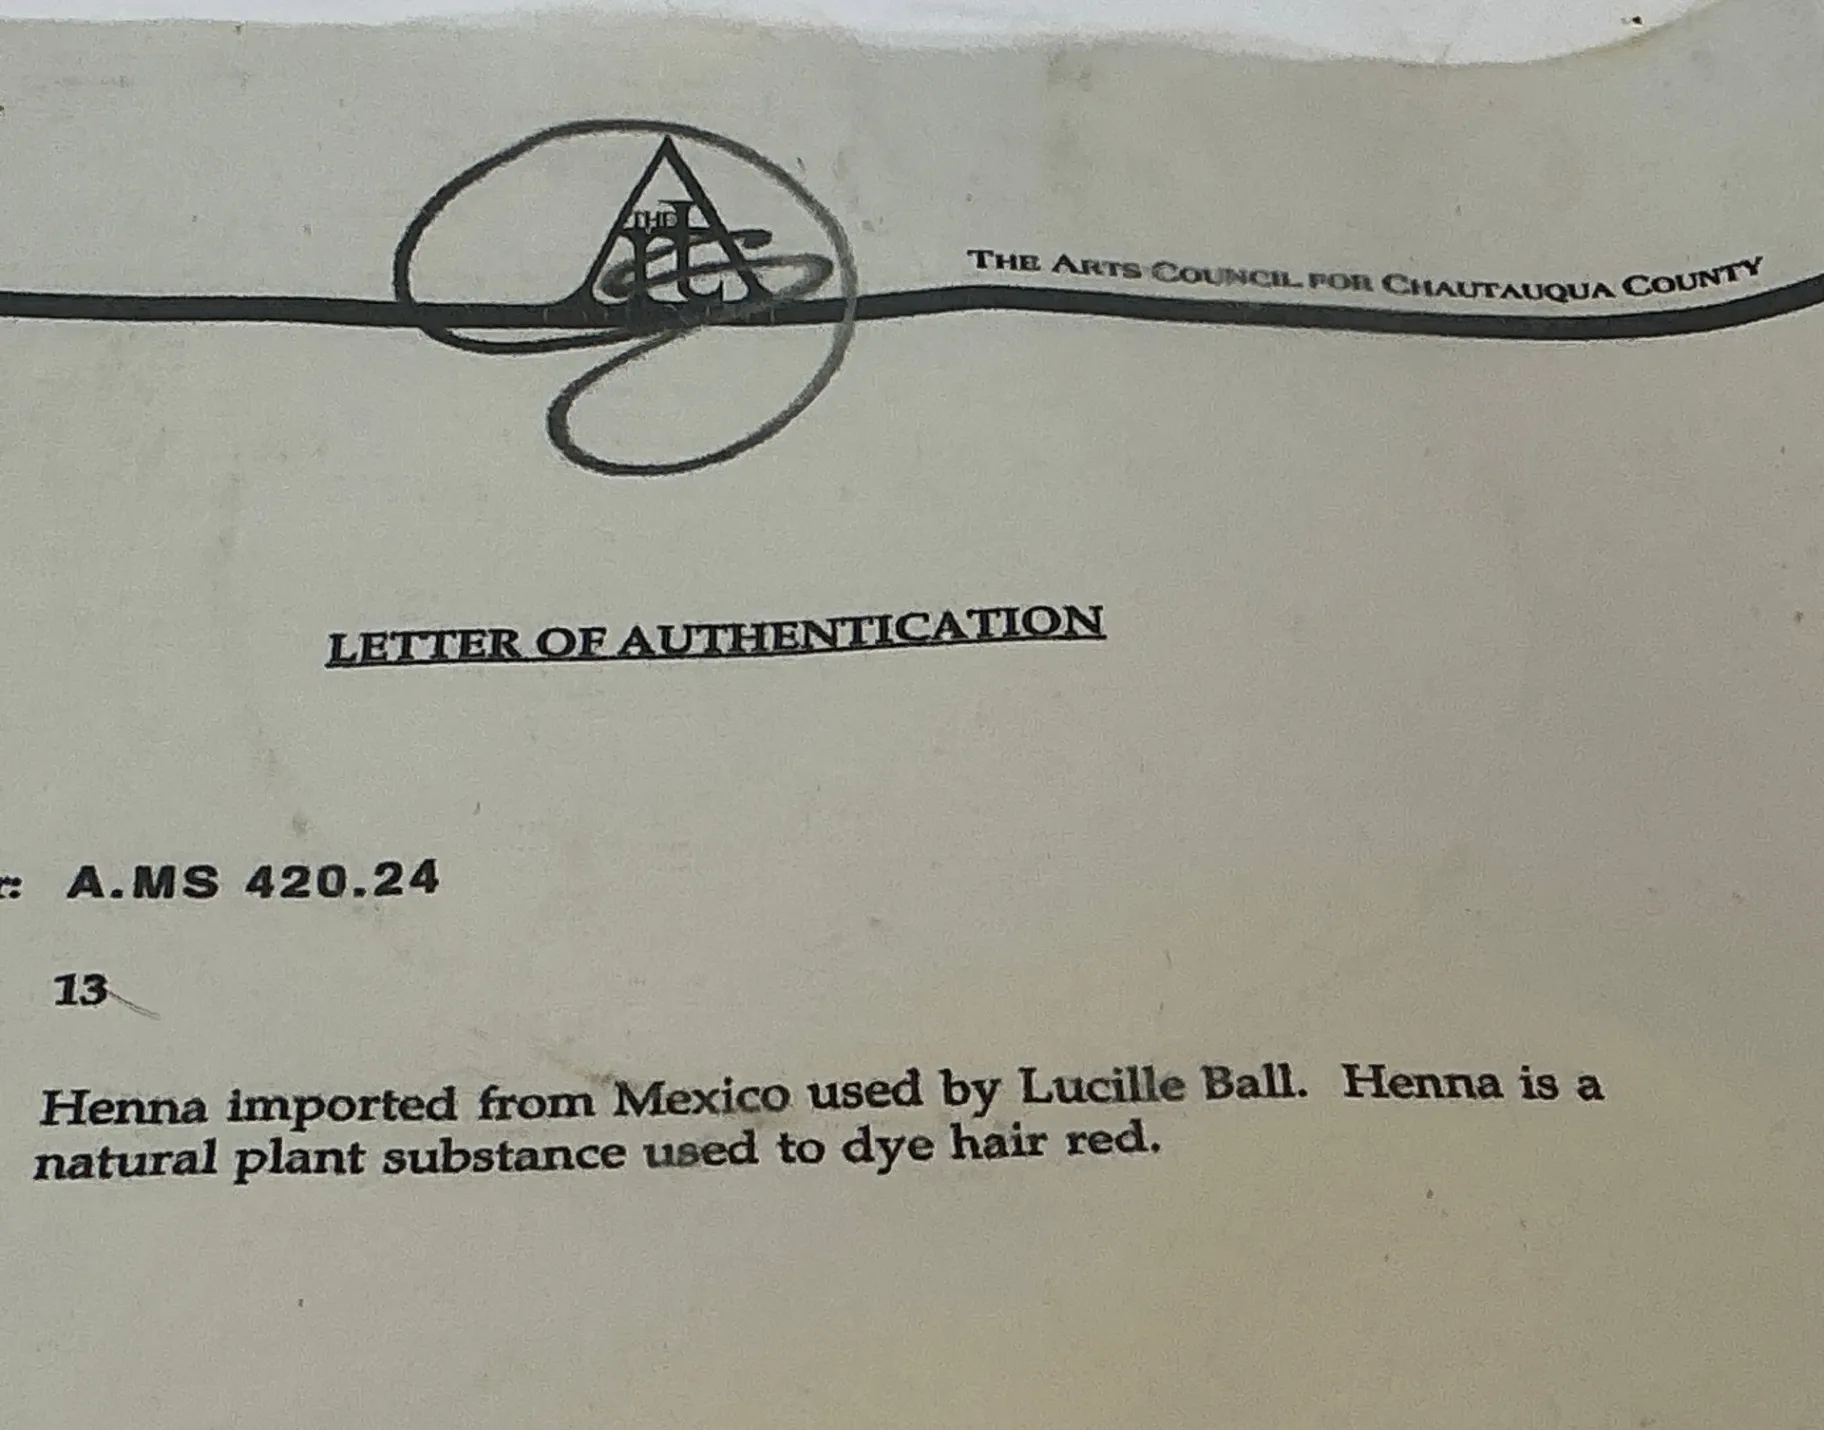 THE
THE ARTS COUNCIL FOR CHAUTAUQUA COUNTY
LETTER OF AUTHENTICATION
r: A.MS 420.24
13
Henna imported from Mexico used by Lucille Ball. Henna is a
natural plant substance used to dye hair red.